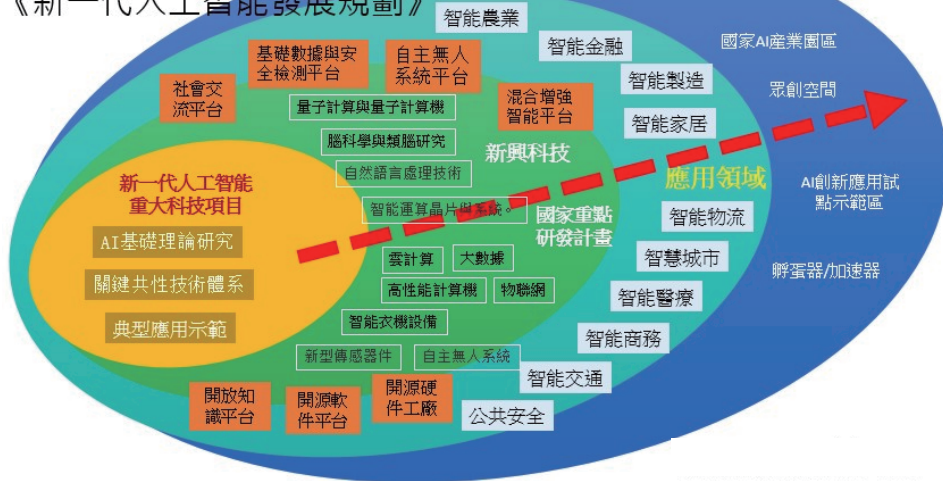 《新一代人工智能發展規劃》
智能農業
智能金融
智能製造
智能家居
智能物流
智慧城市
智能醫療
智能商務
智能交通
公共安全
國家AI產業園區
眾創空間
AI創新應用試
點示範區
孵蛋器/加速器
應用領域
基礎數據與安
全檢測平台
自主無人
系統平台
社會交
流平台
混合增強
智能平台
量子計算與量子計算機
腦科學與類腦研究
自然語言處理技術
智能運算晶片與系統。
新興科技
國家重點
研發計畫
雲計算
大數據
高性能計算機
物聯網
智能衣機設備
新型傳感器件
自主無人系統
開放知
識平台
開源軟
件平台
開源硬
件工廠
新一代人工智能
重大科技項目
AI基礎理論研究
關鍵共性技術體系
典型應用示範